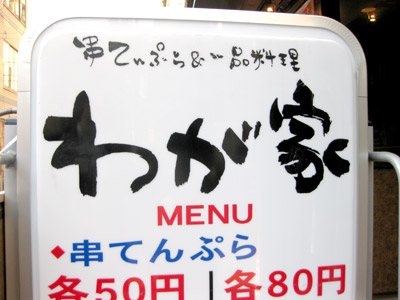 串てんぷら&一品料理
わが家
MENU
◆串てんぷら
各50円 | 各80円